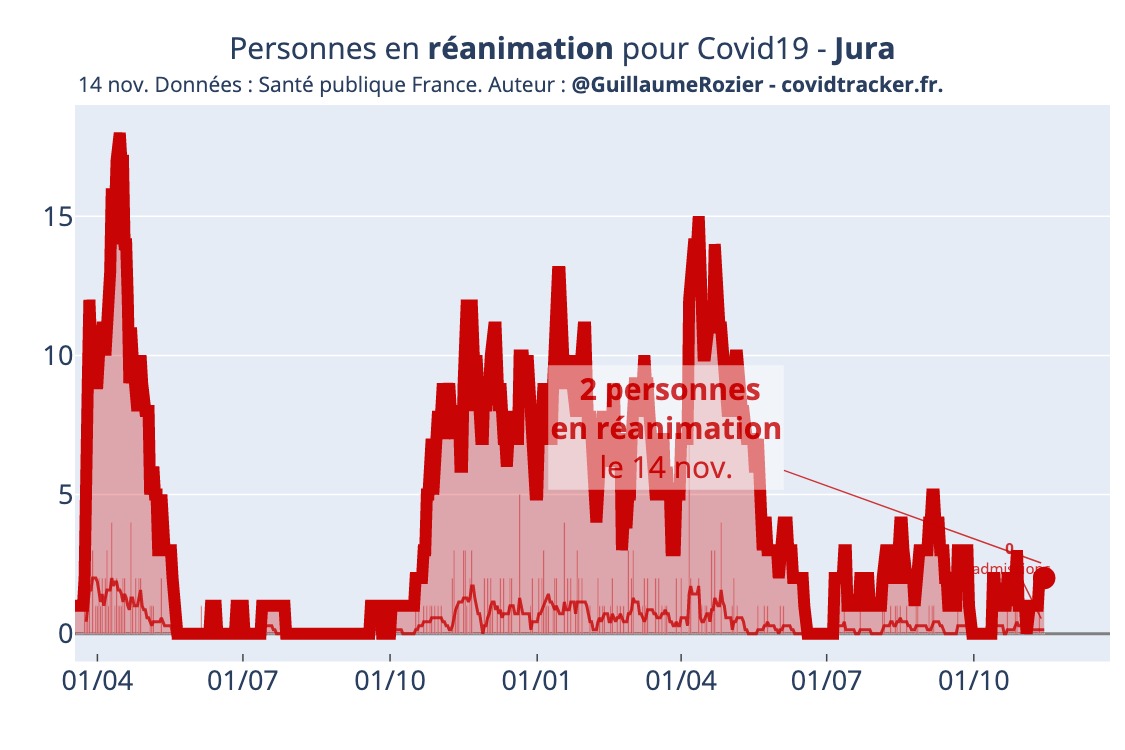 Personnes en réanimation pour Covid19 - Jura
14 nov. Données : Santé publique France. Auteur : @GuillaumeRozier - covidtracker.fr.
15
10
5
0
2 personnes
en réanimation
le 14 nov.
0
admissions
01/04
01/07
01/10
01/01
01/04
01/07
01/10